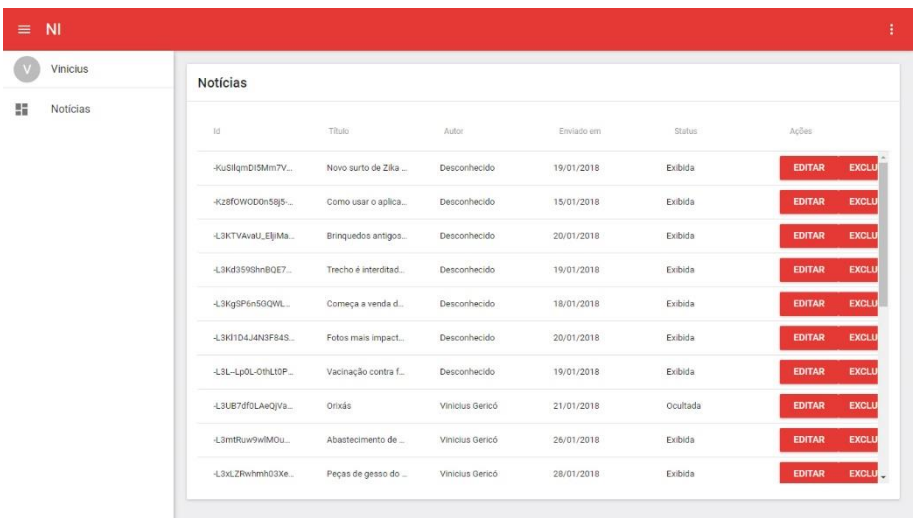 NI
V Vinicius
Notícias
Notícias
Id Título Autor Enviado em Status Ações
-KuSIlqmDI5Mm7V... Novo surto de Zika ... Desconhecido 19/01/2018 Exibida EDITAR EXCLU
-Kz8fOWOD0n58j5-... Como usar o aplica... Desconhecido 15/01/2018 Exibida EDITAR EXCLU
-L3KTVAvaU_EljiMa... Brinquedos antigos... Desconhecido 20/01/2018 Exibida EDITAR EXCLU
-L3Kd359ShnBQE7... Trecho é interditad... Desconhecido 19/01/2018 Exibida EDITAR EXCLU
-L3KgSP6n5GQWL... Começa a venda d... Desconhecido 18/01/2018 Exibida EDITAR EXCLU
-L3Kl1D4J4N3F84S... Fotos mais impact... Desconhecido 20/01/2018 Exibida EDITAR EXCLU
-L3L--Lp0L-OthLt0P... Vacinação contra f... Desconhecido 19/01/2018 Exibida EDITAR EXCLU
-L3UB7df0LAeQjVa... Orixás Vinicius Gericó 21/01/2018 Ocultada EDITAR EXCLU
-L3mtRuw9wlMOu... Abastecimento de ... Vinicius Gericó 26/01/2018 Exibida EDITAR EXCLU
-L3xLZRwhmh03Xe... Peças de gesso do ... Vinicius Gericó 28/01/2018 Exibida EDITAR EXCLU